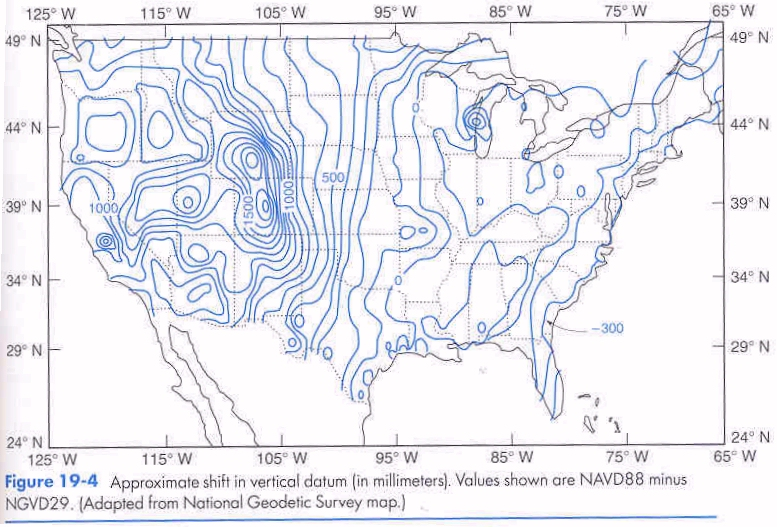 125° W 115° W 105° W 95° W 85° W 75° W 65° W
49° N 49° N
0
44° N 44° N
500
1000
1500
1000
39° N 39° N
34° N 34° N
0
-300
29° N 29° N
24° N 24° N
125° W 115° W 105° W 95° W 85° W 75° W 65° W
Figure 19-4 Approximate shift in vertical datum (in millimeters). Values shown are NAVD88 minus
NGVD29. (Adapted from National Geodetic Survey map.)